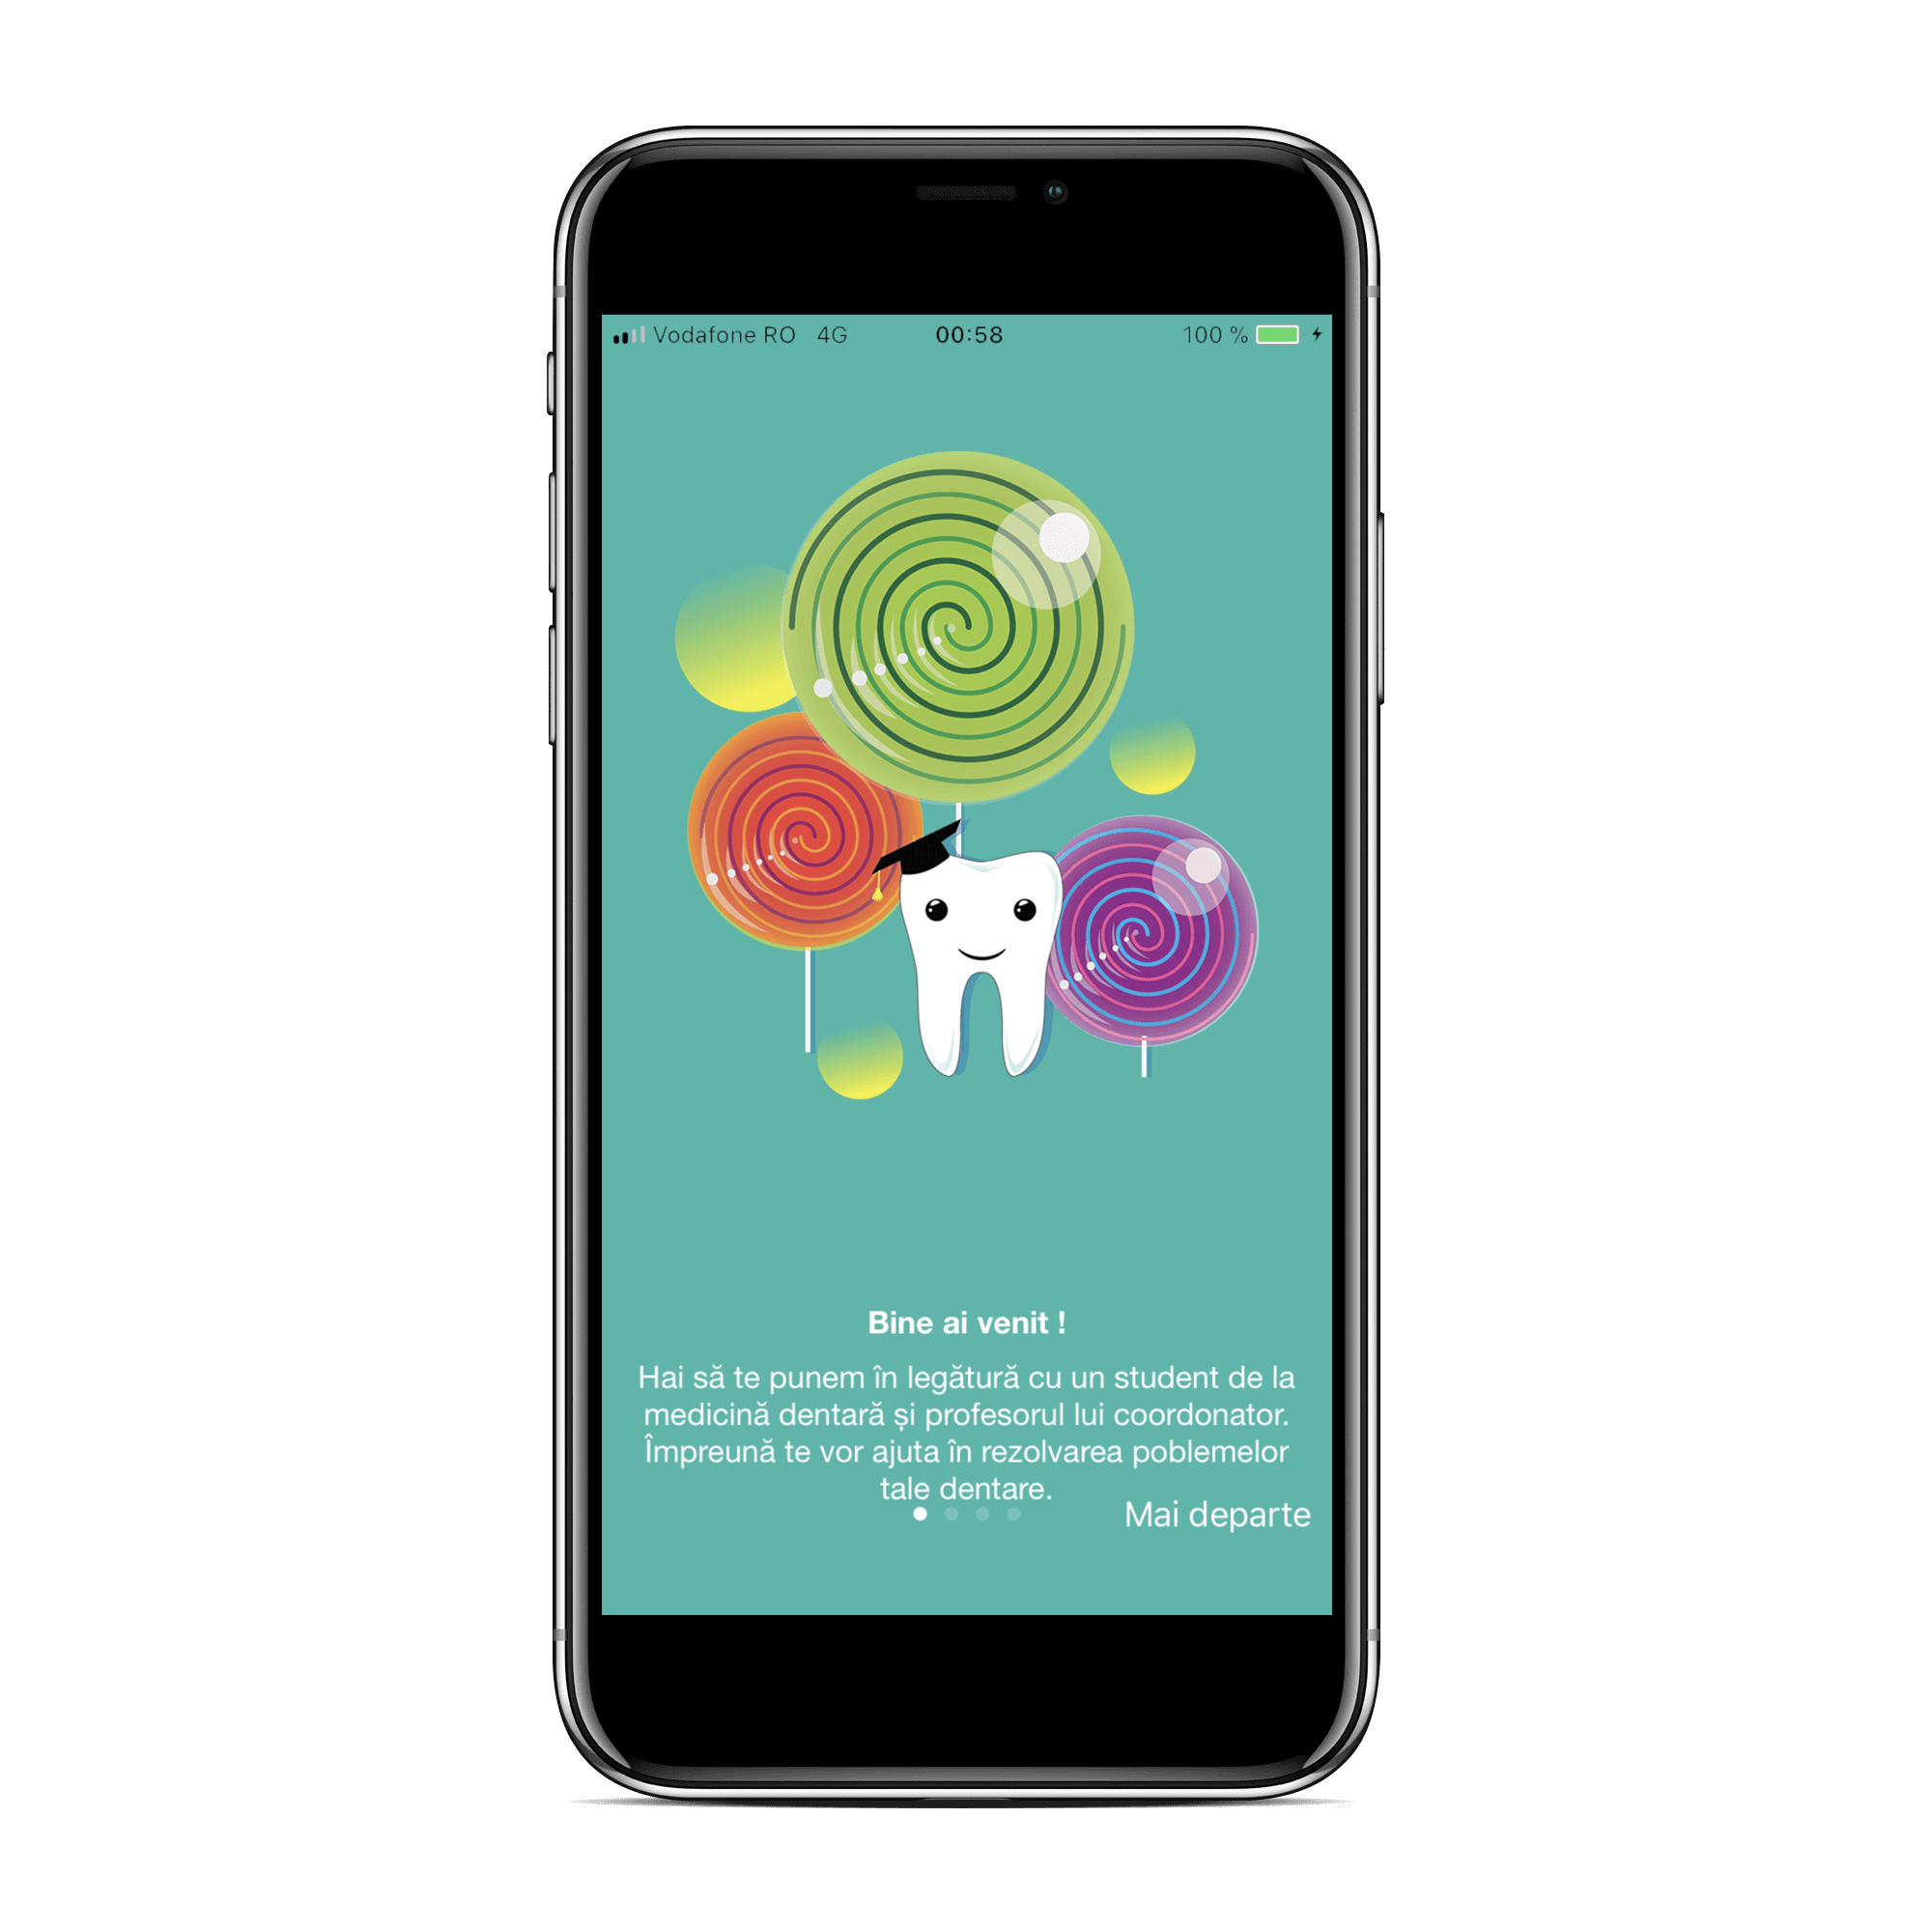 Vodafone RO 4G 00:58 100 %
Bine ai venit !
Hai să te punem în legătură cu un student de la
medicină dentară și profesorul lui coordonator.
Împreună te vor ajuta în rezolvarea poblemelor
tale dentare.
Mai departe